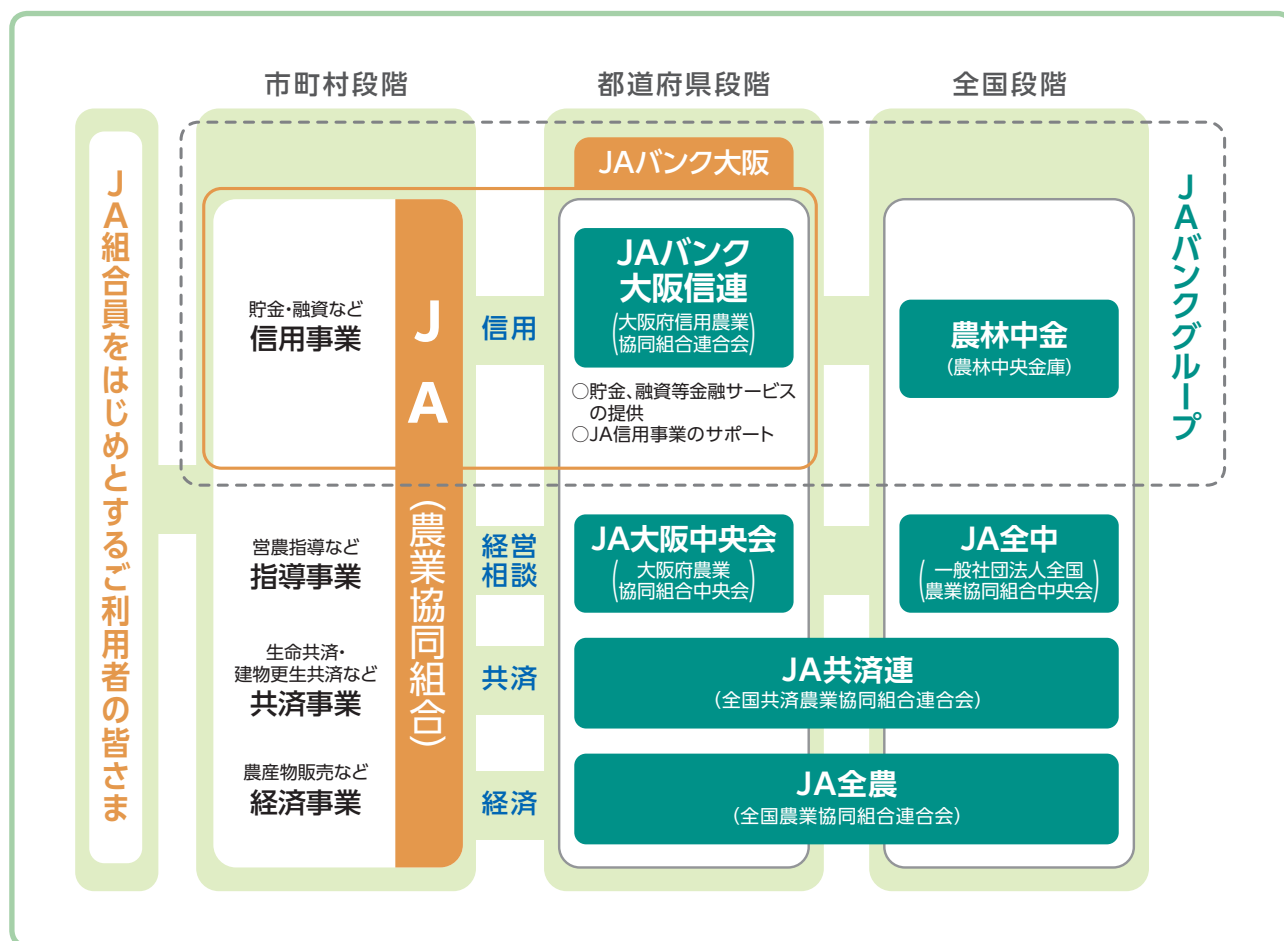 市町村段階
都道府県段階
全国段階
JA組合員をはじめとするご利用者の皆さま
JAバンク大阪
JAバンクグループ
貯金・融資など
信用事業
営農指導など
指導事業
生命共済・
建物更生共済など
共済事業
農産物販売など
経済事業
JA(農業協同組合)
信用
経営
相談
共済
経済
JAバンク
大阪信連
(大阪府信用農業
協同組合連合会)
○貯金、融資等金融サービス
の提供
○JA信用事業のサポート
農林中金
(農林中央金庫)
JA大阪中央会
(大阪府農業
協同組合中央会)
JA全中
(一般社団法人全国
農業協同組合中央会)
JA共済連
(全国共済農業協同組合連合会)
JA全農
(全国農業協同組合連合会)